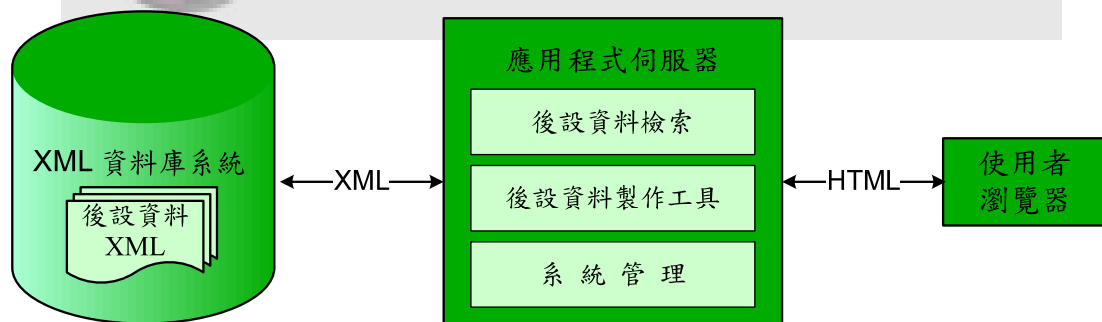 XML 資料庫系統
後設資料
XML
XML
應用程式伺服器
後設資料檢索
後設資料製作工具
系統管理
HTML
使用者
瀏覽器